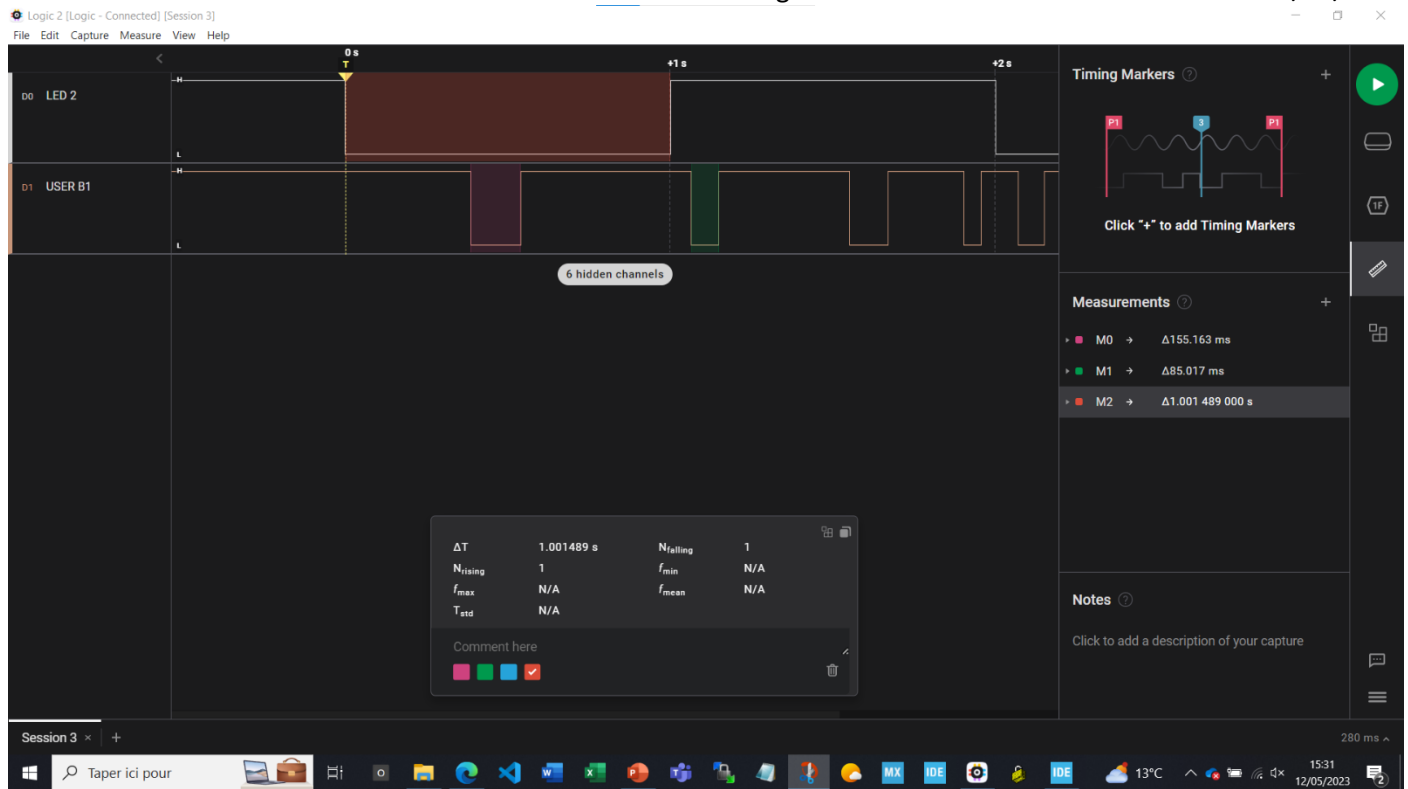 Logic 2 [Logic - Connected] [Session 3]
File Edit Capture Measure View Help
0 s
T
+1 s
+2 s
D0 LED 2
H
L
D1 USER B1
H
L
6 hidden channels
Timing Markers ? +
P1 3 P1
Click "+" to add Timing Markers
Measurements ? +
M0 → Δ155.163 ms
M1 → Δ85.017 ms
M2 → Δ1.001 489 000 s
ΔT 1.001489 s Nfalling 1
Nrising 1 fmin N/A
fmax N/A fmean N/A
Tstd N/A
Comment here
Notes ?
Click to add a description of your capture
1F
Session 3 × +
280 ms
Taper ici pour
MX IDE IDE
13°C
15:31
12/05/2023
2